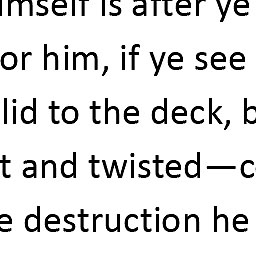 imself is after ye
or him, if ye see
lid to the deck, b
t and twisted—c
e destruction he